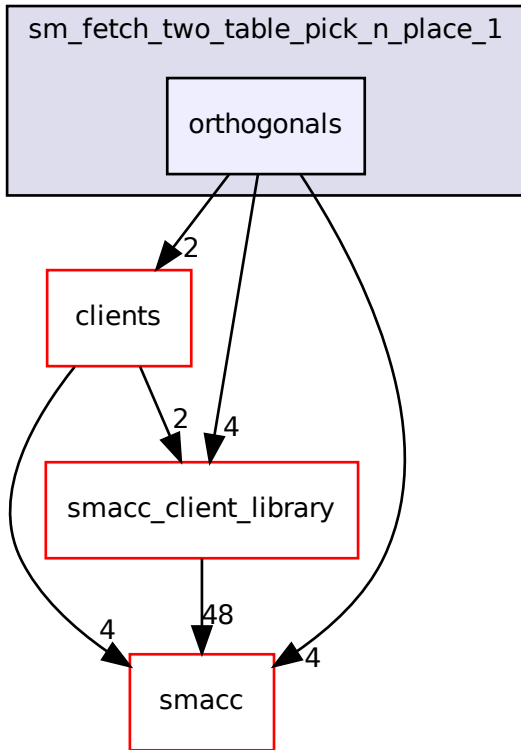 sm_fetch_two_table_pick_n_place_1
orthogonals
2
clients
2
4
smacc_client_library
48
4
4
smacc